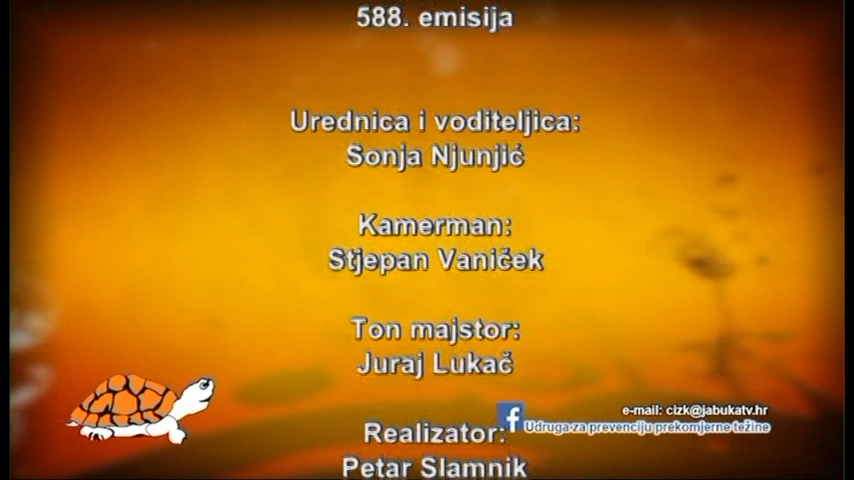 588. emisija
Urednica i voditeljica:
Sonja Njunjić
Kamerman:
Stjepan Vaniček
Ton majstor:
Juraj Lukač
Realizator:
Petar Slamnik
e-mail: cizk@jabukatv.hr
Udruga za prevenciju prekomjerne težine